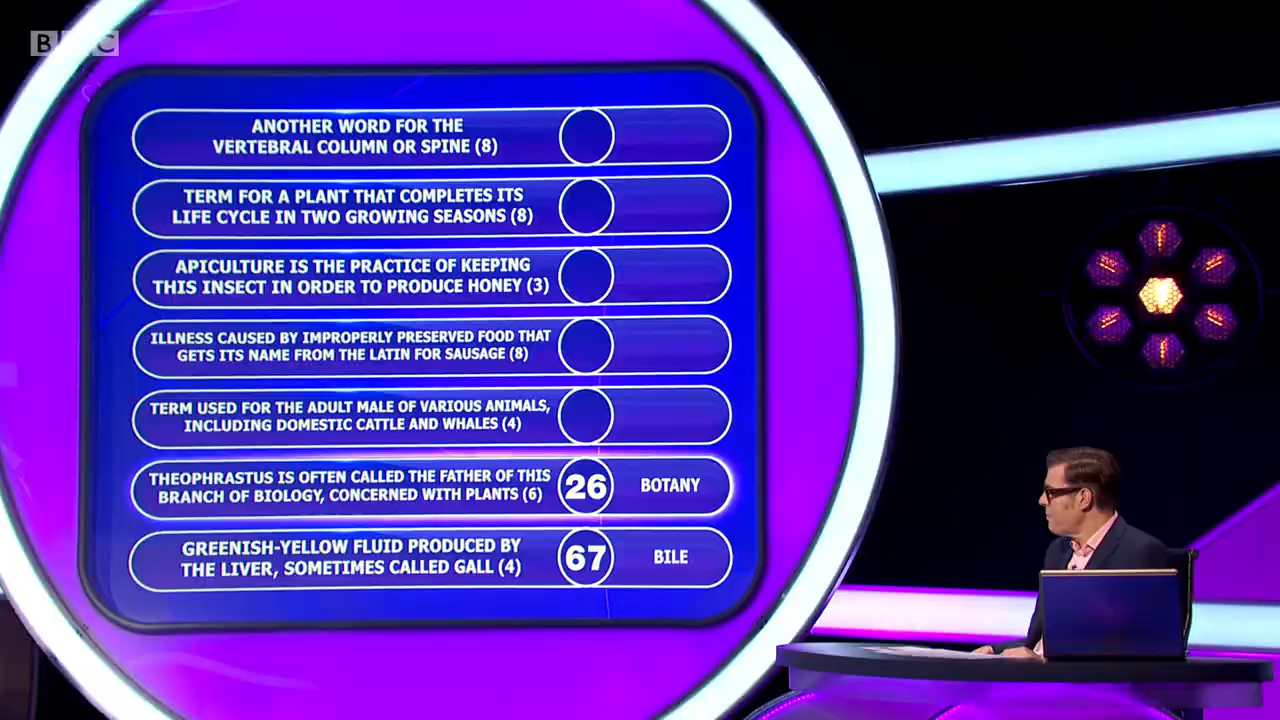 BBC
ANOTHER WORD FOR THE
VERTEBRAL COLUMN OR SPINE (8)
TERM FOR A PLANT THAT COMPLETES ITS
LIFE CYCLE IN TWO GROWING SEASONS (8)
APICULTURE IS THE PRACTICE OF KEEPING
THIS INSECT IN ORDER TO PRODUCE HONEY (3)
ILLNESS CAUSED BY IMPROPERLY PRESERVED FOOD THAT
GETS ITS NAME FROM THE LATIN FOR SAUSAGE (8)
TERM USED FOR THE ADULT MALE OF VARIOUS ANIMALS,
INCLUDING DOMESTIC CATTLE AND WHALES (4)
THEOPHRASTUS IS OFTEN CALLED THE FATHER OF THIS
BRANCH OF BIOLOGY, CONCERNED WITH PLANTS (6)
26 BOTANY
GREENISH-YELLOW FLUID PRODUCED BY
THE LIVER, SOMETIMES CALLED GALL (4)
67 BILE